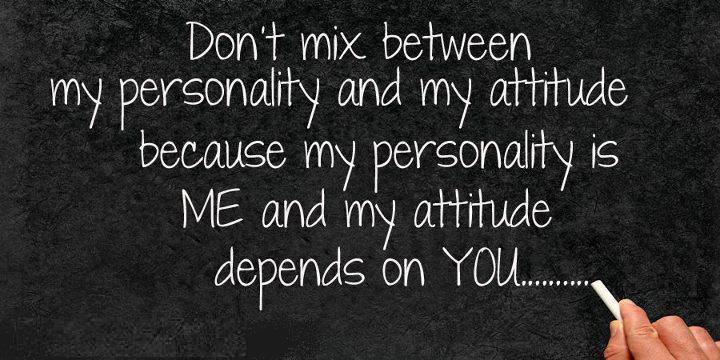 Don't mix between
my personality and my attitude
because my personality is
ME and my attitude
depends on YOU..........